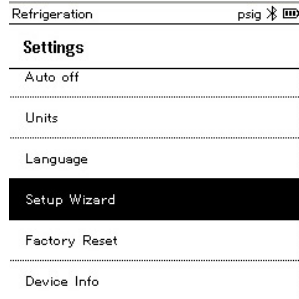 Refrigeration psig
Settings
Auto off
Units
Language
Setup Wizard
Factory Reset
Device Info